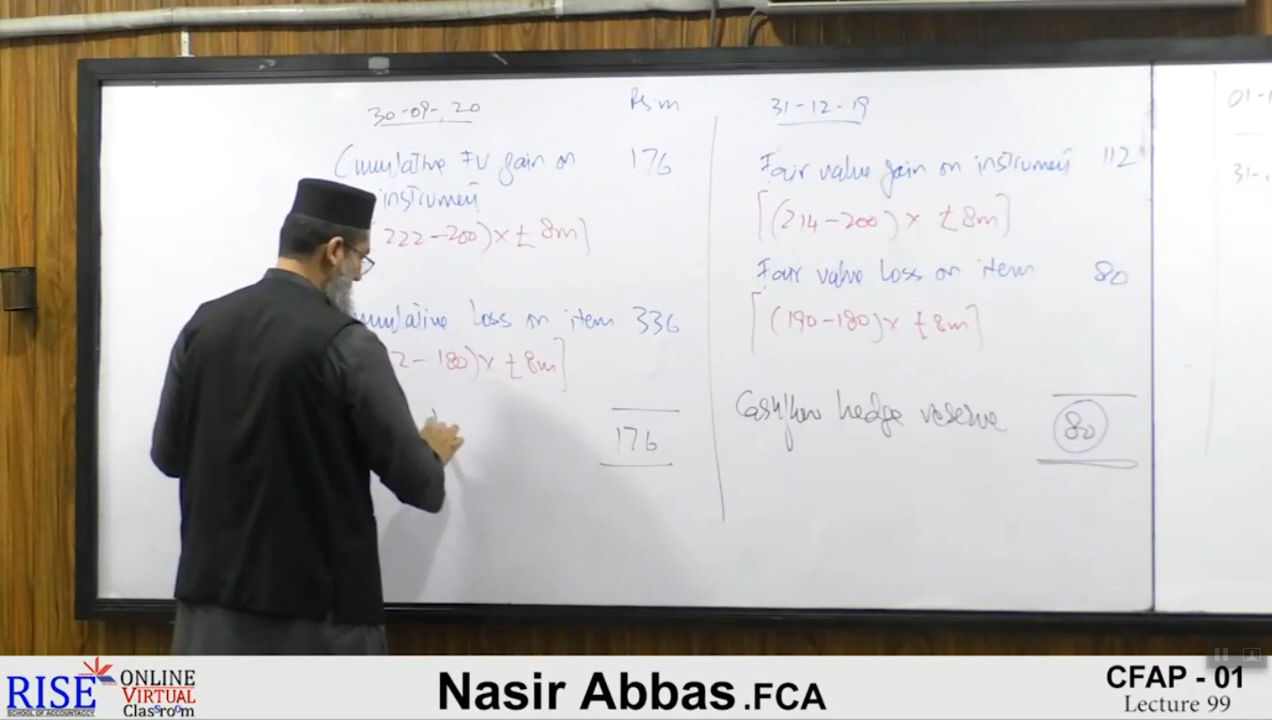 30-09-20 Rs.m
Cumulative FV gain on 176
instrument
222-200)x £ 8m]
Cumulative Loss on item 336
2-180)x £8m]
176
31-12-19
Fair value gain on instrument 112
[(214-200) x £8m]
Fair value Loss on item 80
[(190-180)x £8m]
Cashflow hedge reserve 80
01-1
31-1
RISE
SCHOOL OF ACCOUNTANCY
ONLINE
VIRTUAL
Classroom
Nasir Abbas.FCA
CFAP - 01
Lecture 99